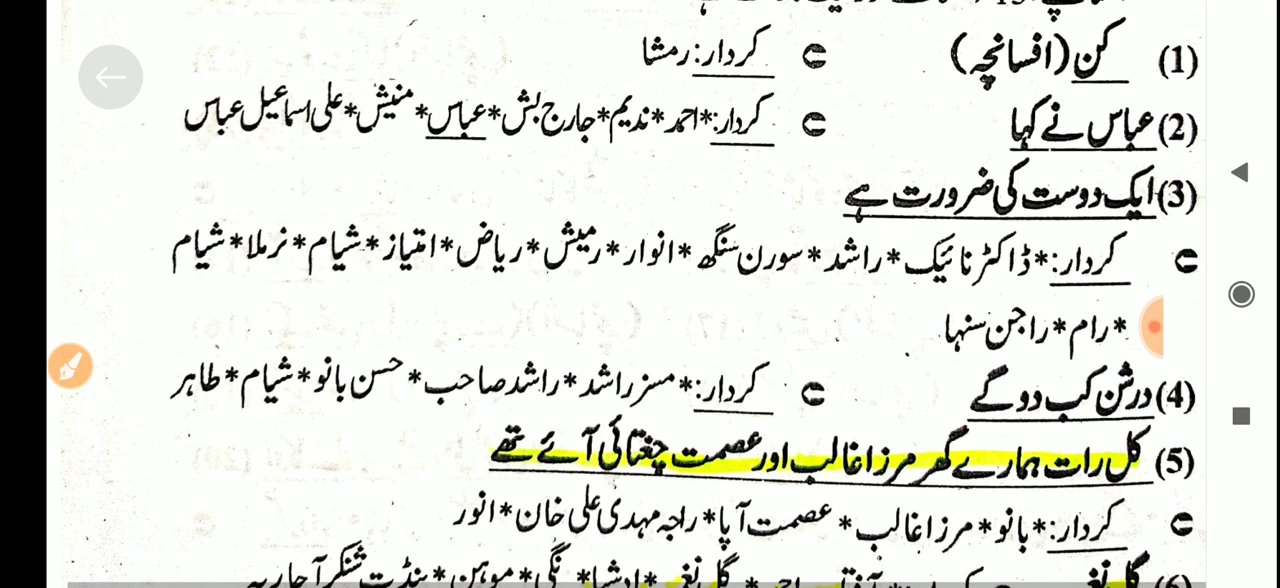 (1) کن (افسانچہ) کردار: رمشا
(2) عباس نے کہا کردار: *احمد*ندیم*جارج بش*عباس*منیش*علی اسماعیل عباس
(3) ایک دوست کی ضرورت ہے
کردار: *ڈاکٹر نائیک*راشد*سورن سنگھ*انوار*رمیش*ریاض*امتیاز*شیام*نرملا*شیام
*رام*راجن سنہا
(4) درشن کب دو گے کردار: *مسز راشد*راشد صاحب*حسن بانو*شیام*طاہر
(5) کل رات ہمارے گھر مرزا غالب اور عصمت چغتائی آئے تھے
کردار: *بانو*مرزا غالب*عصمت آپا*راجہ مہدی علی خان*انور